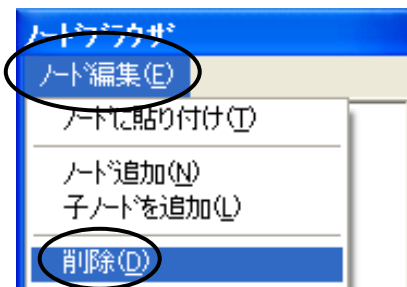 ノードブラウザ
ノード編集(E)
ノードに貼り付け(T)
ノード追加(N)
子ノードを追加(L)
削除(D)